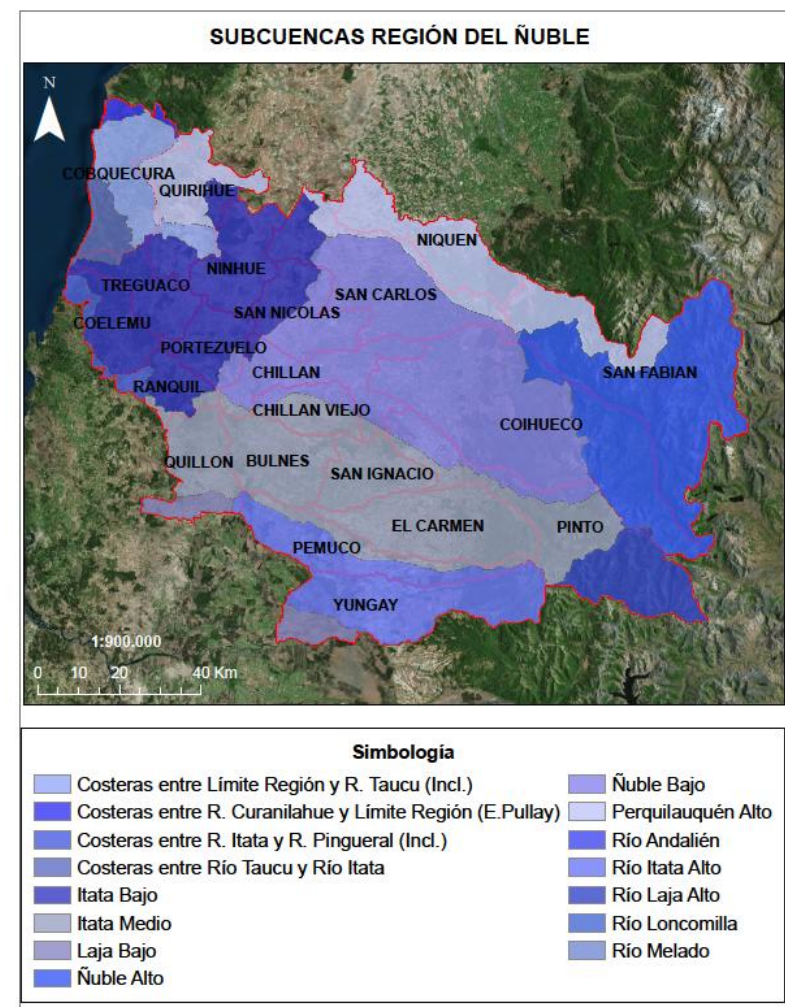 SUBCUENCAS REGIÓN DEL ÑUBLE
N
COBQUECURA
QUIRIHUE
NIQUEN
NINHUE
TREGUACO
SAN CARLOS
SAN NICOLAS
COELEMU
PORTEZUELO
SAN FABIAN
RANQUIL
CHILLAN
CHILLAN VIEJO
COIHUECO
QUILLON
BULNES
SAN IGNACIO
EL CARMEN
PINTO
PEMUCO
YUNGAY
1:900.000
0 10 20 40 Km
Simbología
Costeras entre Límite Región y R. Taucu (Incl.)
Costeras entre R. Curanilahue y Límite Región (E.Pullay)
Costeras entre R. Itata y R. Pingueral (Incl.)
Costeras entre Río Taucu y Río Itata
Itata Bajo
Itata Medio
Laja Bajo
Ñuble Alto
Ñuble Bajo
Perquilauquén Alto
Río Andalién
Río Itata Alto
Río Laja Alto
Río Loncomilla
Río Melado